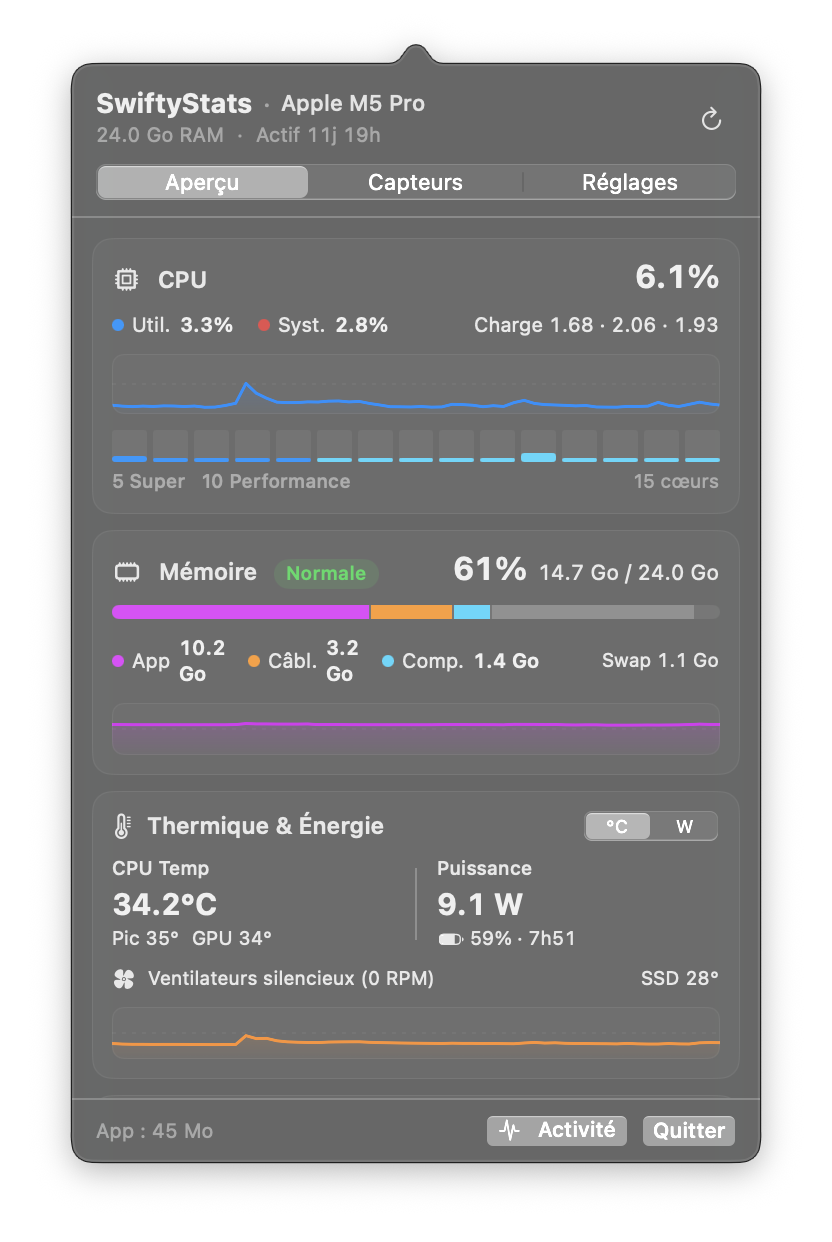 SwiftyStats · Apple M5 Pro
24.0 Go RAM · Actif 11j 19h
Aperçu Capteurs Réglages
CPU 6.1%
Util. 3.3% Syst. 2.8% Charge 1.68 · 2.06 · 1.93
5 Super 10 Performance 15 cœurs
Mémoire Normale 61% 14.7 Go / 24.0 Go
App 10.2 Go Câbl. 3.2 Go Comp. 1.4 Go Swap 1.1 Go
Thermique & Énergie °C W
CPU Temp Puissance
34.2°C 9.1 W
Pic 35° GPU 34° 59% · 7h51
Ventilateurs silencieux (0 RPM) SSD 28°
App : 45 Mo Activité Quitter